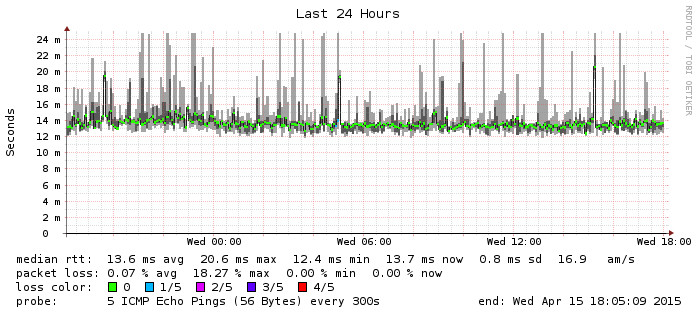 Last 24 Hours
RRDTOOL / TOBI OETIKER
Seconds
24 m
22 m
20 m
18 m
16 m
14 m
12 m
10 m
8 m
6 m
4 m
2 m
0
Wed 00:00 Wed 06:00 Wed 12:00 Wed 18:00
median rtt: 13.6 ms avg 20.6 ms max 12.4 ms min 13.7 ms now 0.8 ms sd 16.9 am/s
packet loss: 0.07 % avg 18.27 % max 0.00 % min 0.00 % now
loss color: 0 1/5 2/5 3/5 4/5
probe: 5 ICMP Echo Pings (56 Bytes) every 300s end: Wed Apr 15 18:05:09 2015